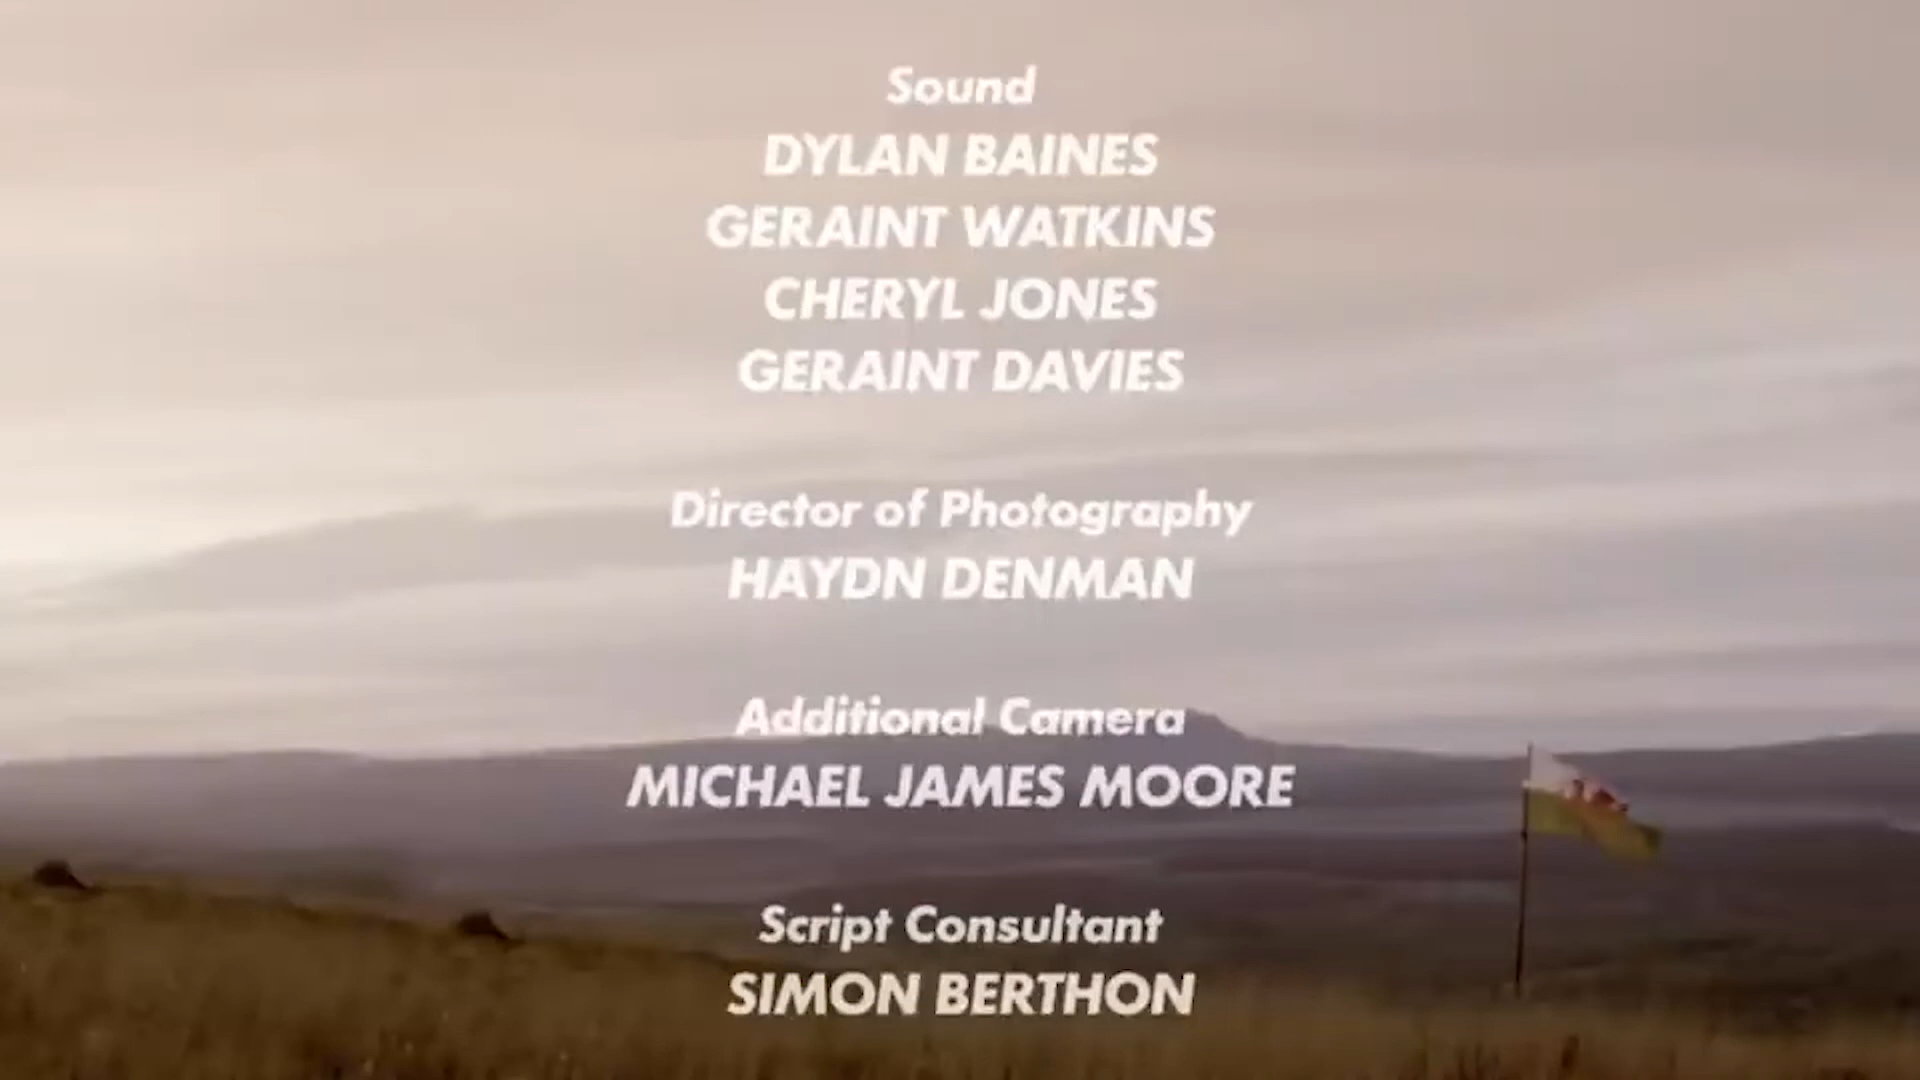 Sound
DYLAN BAINES
GERAINT WATKINS
CHERYL JONES
GERAINT DAVIES
Director of Photography
HAYDN DENMAN
Additional Camera
MICHAEL JAMES MOORE
Script Consultant
SIMON BERTHON